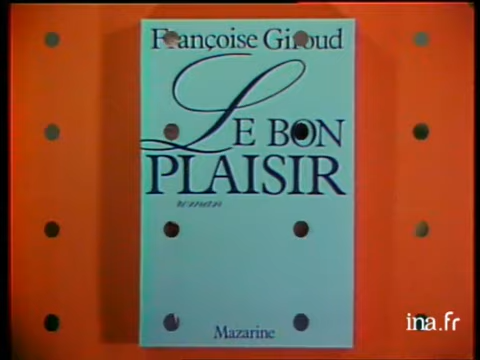 Françoise Giroud
LE BON
PLAISIR
roman
Mazarine
ina.fr